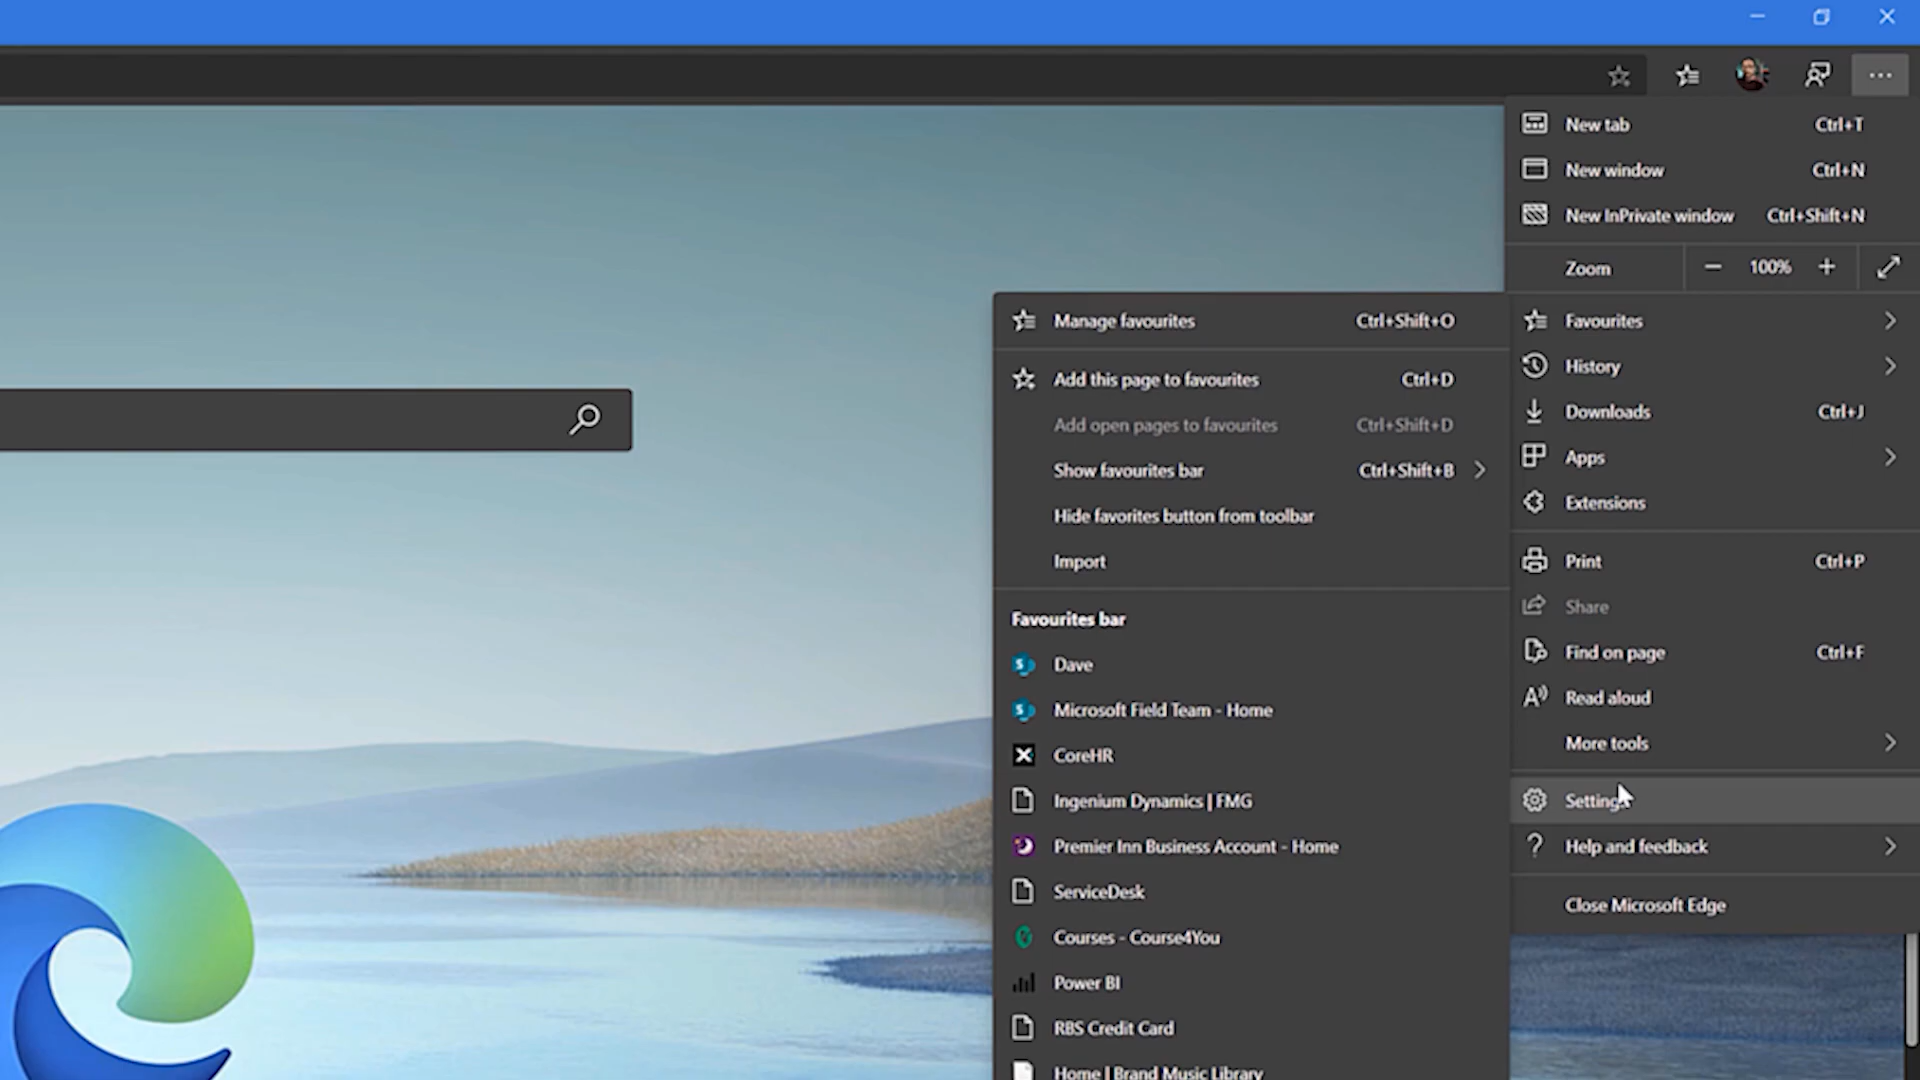 New tab Ctrl+T
New window Ctrl+N
New InPrivate window Ctrl+Shift+N
Zoom 100%
Manage favourites Ctrl+Shift+O
Add this page to favourites Ctrl+D
Add open pages to favourites Ctrl+Shift+D
Show favourites bar Ctrl+Shift+B
Hide favorites button from toolbar
Import
Favourites bar
Dave
Microsoft Field Team - Home
CoreHR
Ingenium Dynamics | FMG
Premier Inn Business Account - Home
ServiceDesk
Courses - Course4You
Power BI
RBS Credit Card
Home | Brand Music Library
Favourites
History
Downloads Ctrl+J
Apps
Extensions
Print Ctrl+P
Share
Find on page Ctrl+F
Read aloud
More tools
Settings
Help and feedback
Close Microsoft Edge